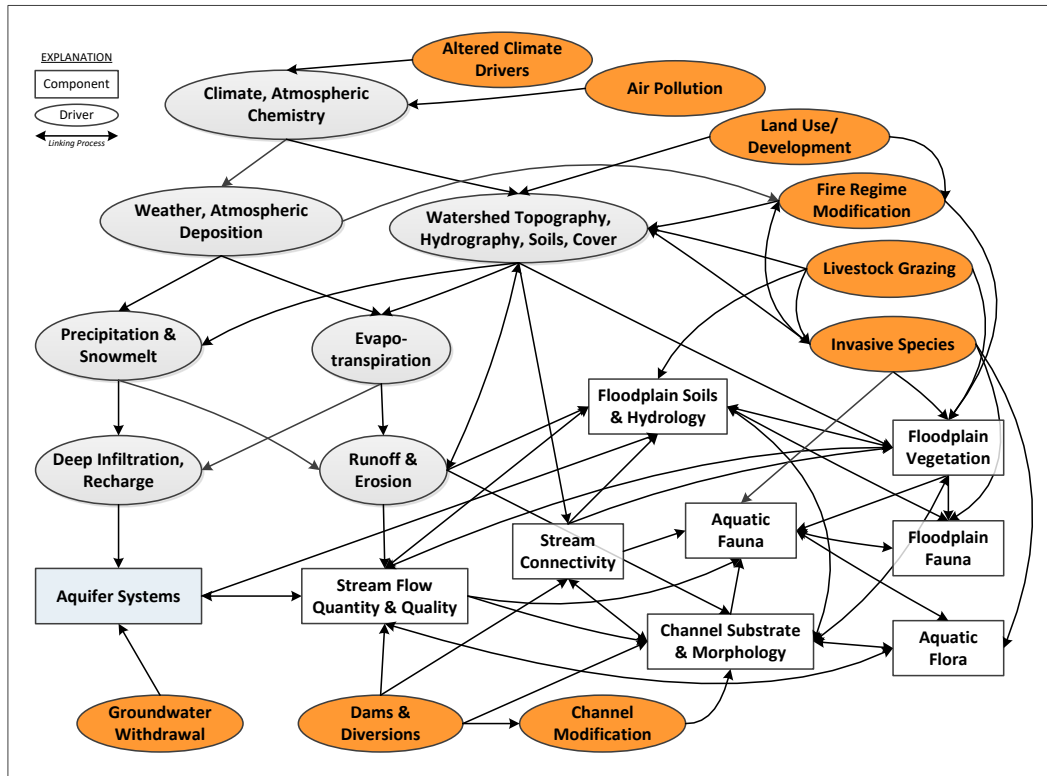 EXPLANATION
Component
Driver
Linking Process
Altered Climate
Drivers
Air Pollution
Climate, Atmospheric
Chemistry
Land Use/
Development
Fire Regime
Modification
Weather, Atmospheric
Deposition
Watershed Topography,
Hydrography, Soils, Cover
Livestock Grazing
Precipitation &
Snowmelt
Evapo-
transpiration
Invasive Species
Floodplain Soils
& Hydrology
Floodplain
Vegetation
Deep Infiltration,
Recharge
Runoff &
Erosion
Aquatic
Fauna
Floodplain
Fauna
Stream
Connectivity
Aquifer Systems
Stream Flow
Quantity & Quality
Channel Substrate
& Morphology
Aquatic
Flora
Groundwater
Withdrawal
Dams &
Diversions
Channel
Modification